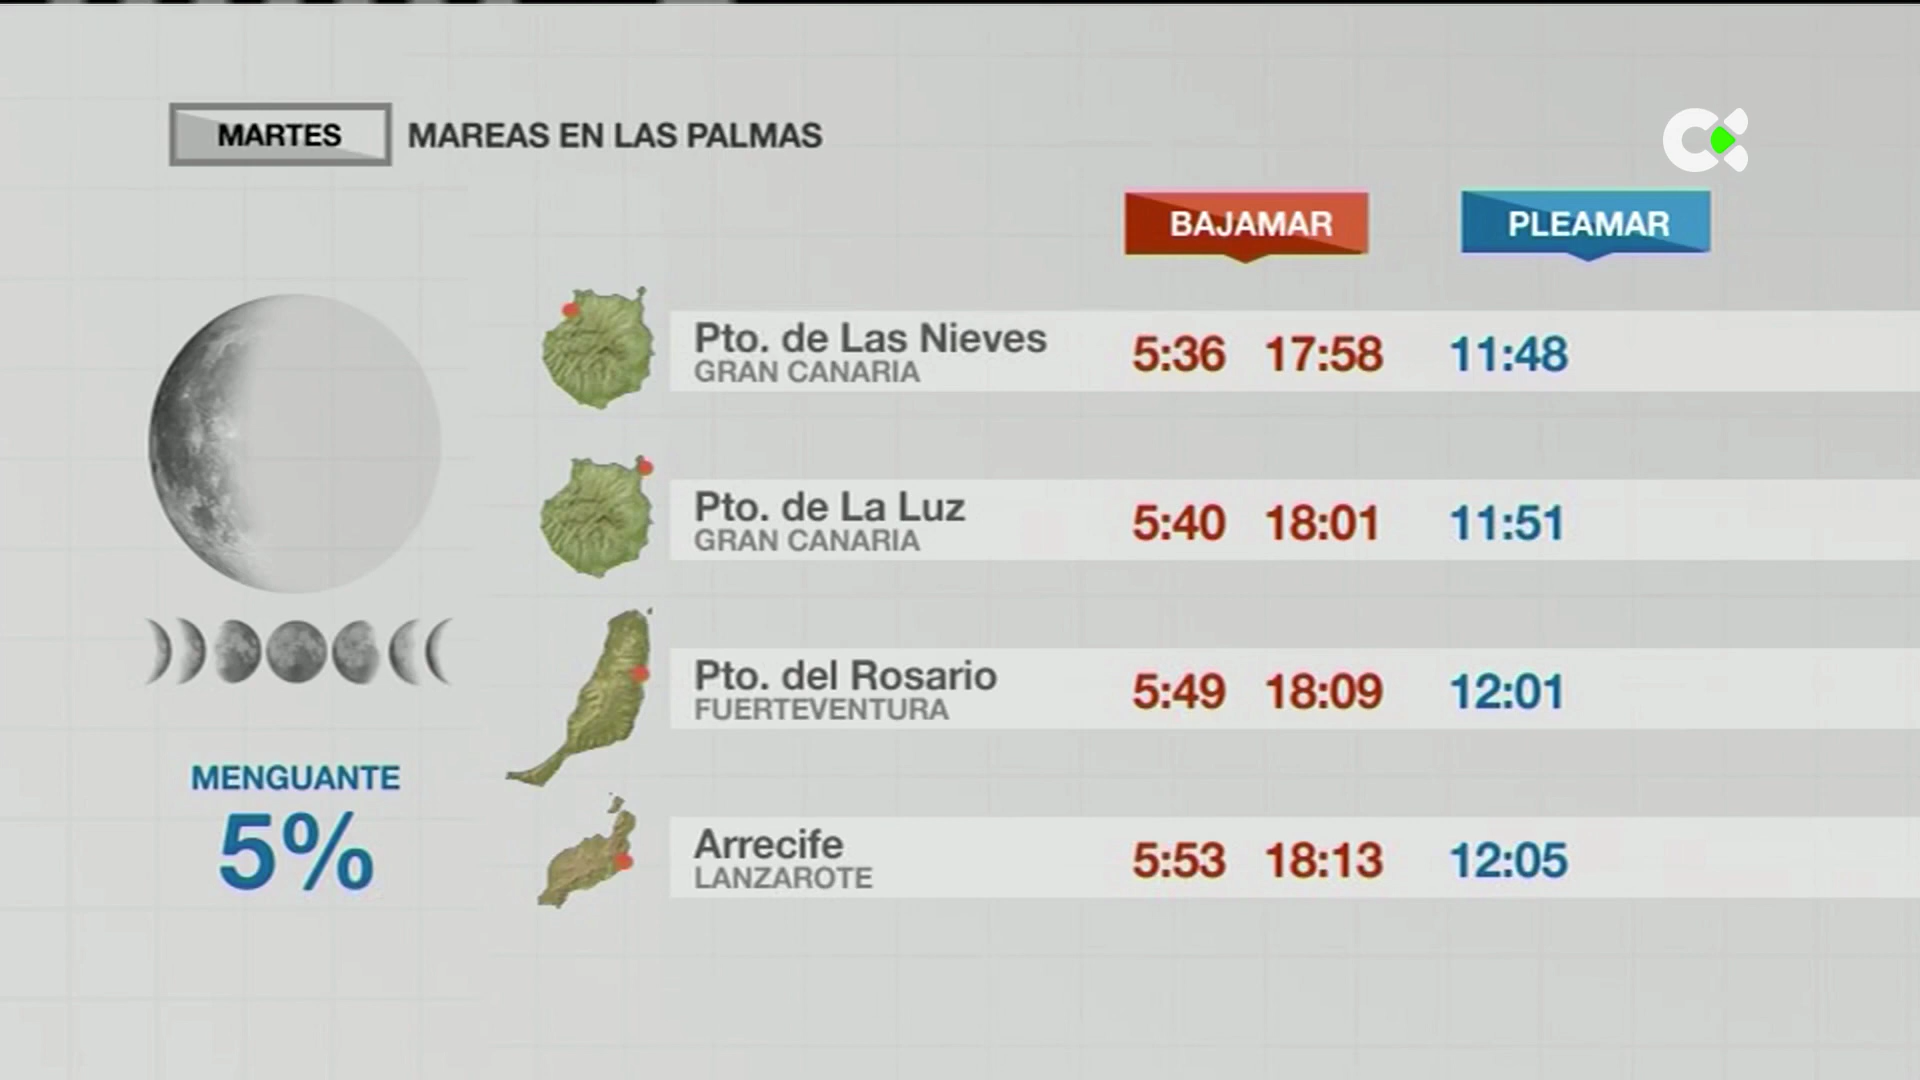 MARTES MAREAS EN LAS PALMAS
BAJAMAR PLEAMAR
Pto. de Las Nieves 5:36 17:58 11:48
GRAN CANARIA
Pto. de La Luz 5:40 18:01 11:51
GRAN CANARIA
Pto. del Rosario 5:49 18:09 12:01
FUERTEVENTURA
MENGUANTE
5%
Arrecife 5:53 18:13 12:05
LANZAROTE